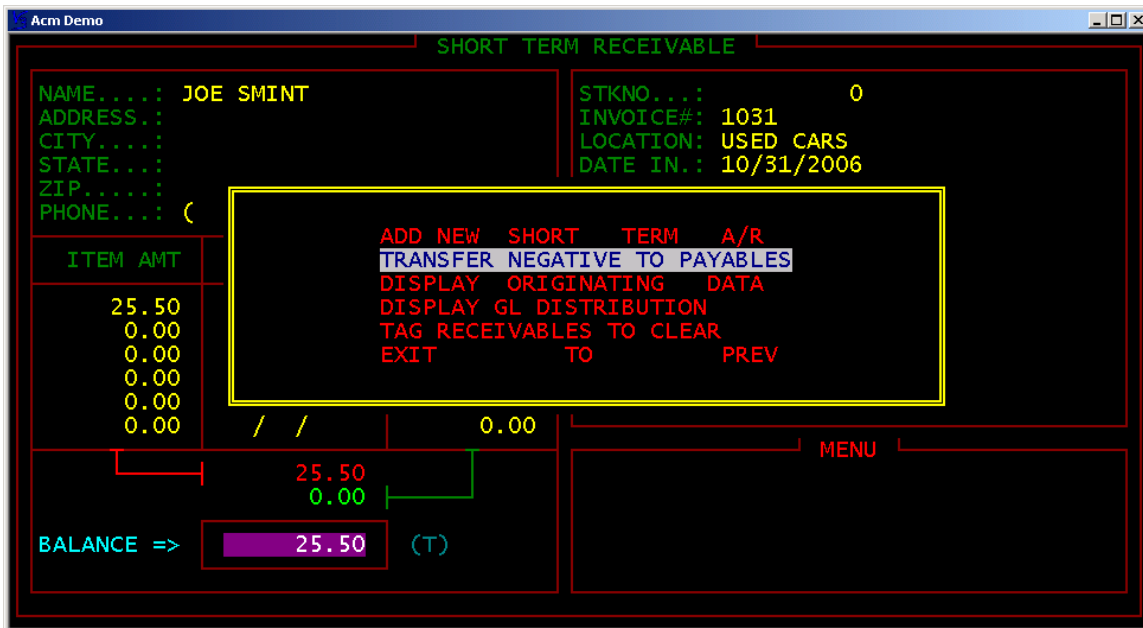 Acm Demo
SHORT TERM RECEIVABLE
NAME....: JOE SMINT
ADDRESS.:
CITY....:
STATE...:
ZIP.....:
PHONE...: (
STKNO...: 0
INVOICE#: 1031
LOCATION: USED CARS
DATE IN.: 10/31/2006
ADD NEW SHORT TERM A/R
TRANSFER NEGATIVE TO PAYABLES
DISPLAY ORIGINATING DATA
DISPLAY GL DISTRIBUTION
TAG RECEIVABLES TO CLEAR
EXIT TO PREV
ITEM AMT
25.50
0.00
0.00
0.00
0.00
0.00 / / 0.00
25.50
0.00
BALANCE => 25.50 (T)
MENU